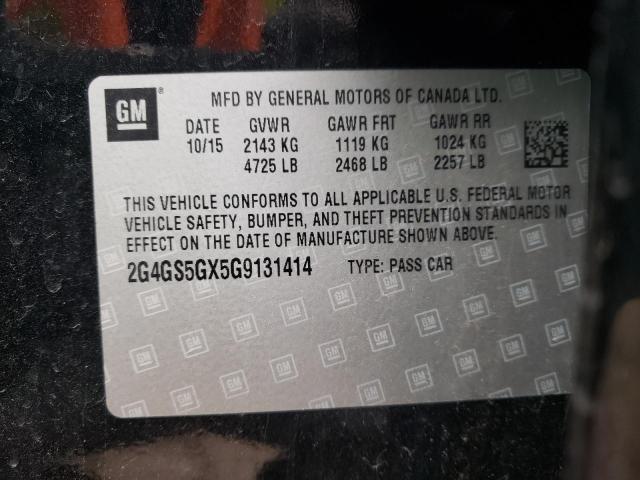 GM ®
MFD BY GENERAL MOTORS OF CANADA LTD.
DATE GVWR GAWR FRT GAWR RR
10/15 2143 KG 1119 KG 1024 KG
4725 LB 2468 LB 2257 LB
THIS VEHICLE CONFORMS TO ALL APPLICABLE U.S. FEDERAL MOTOR
VEHICLE SAFETY, BUMPER, AND THEFT PREVENTION STANDARDS IN
EFFECT ON THE DATE OF MANUFACTURE SHOWN ABOVE.
2G4GS5GX5G9131414 TYPE: PASS CAR